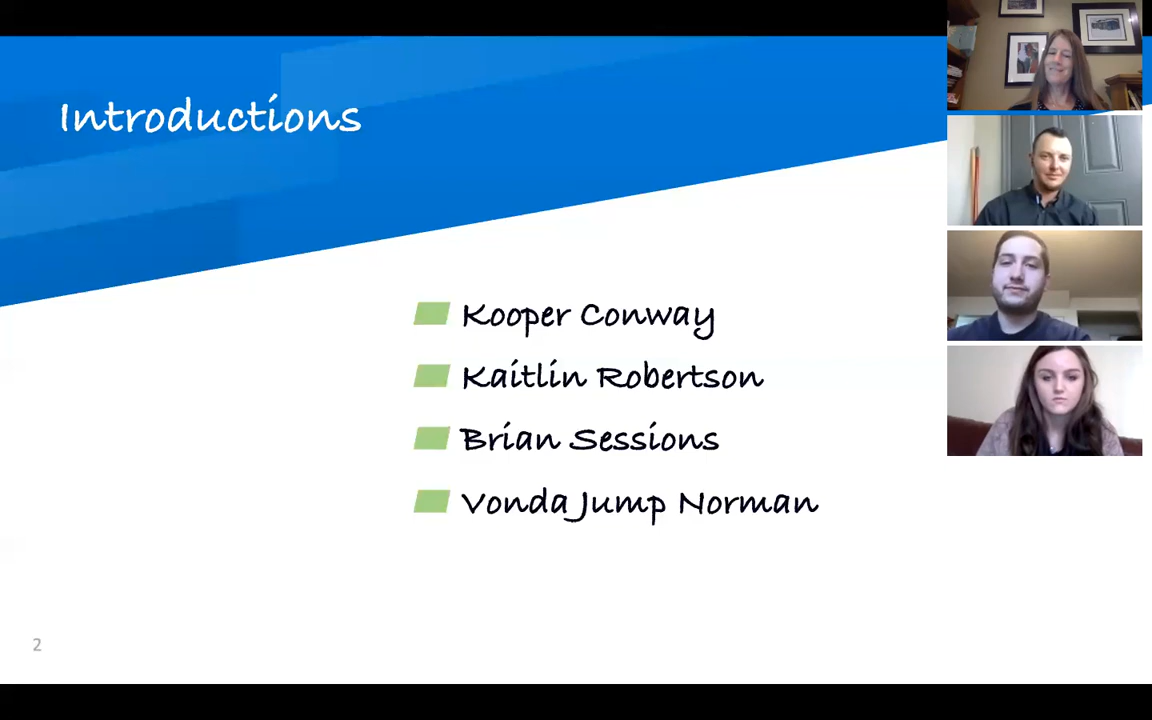 Introductions
Kooper Conway
Kaitlin Robertson
Brian Sessions
Vonda Jump Norman
2